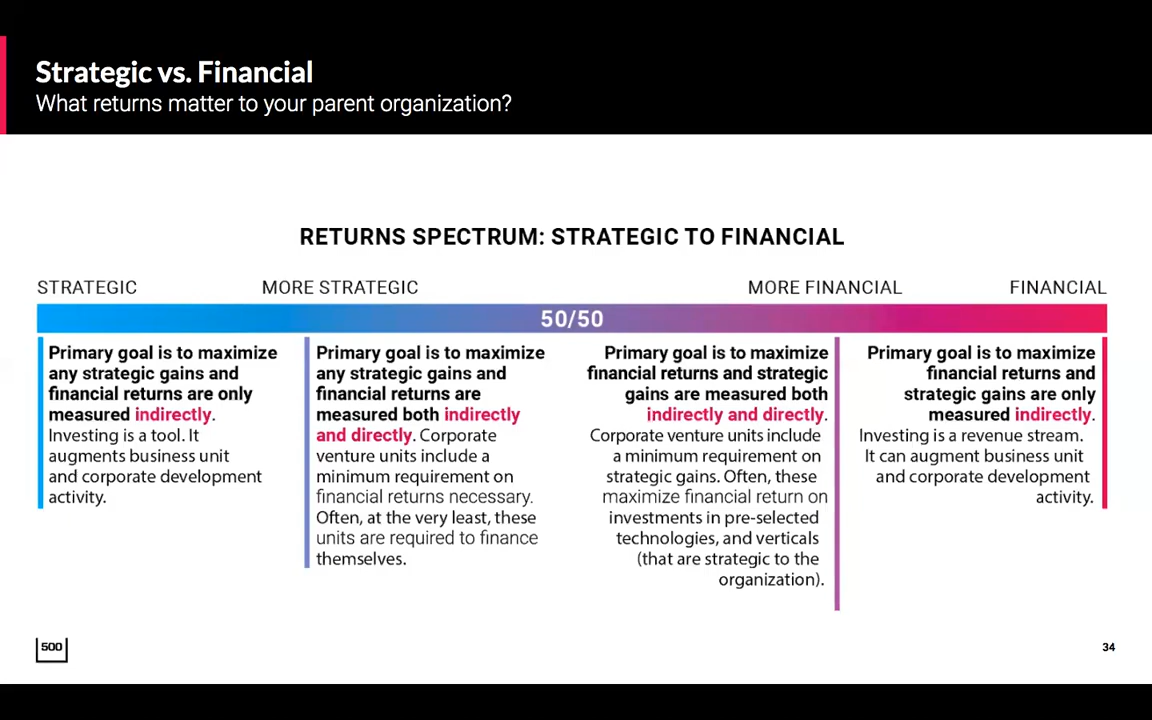 Strategic vs. Financial
What returns matter to your parent organization?
RETURNS SPECTRUM: STRATEGIC TO FINANCIAL
STRATEGIC
MORE STRATEGIC
MORE FINANCIAL
FINANCIAL
50/50
Primary goal is to maximize
any strategic gains and
financial returns are only
measured indirectly.
Investing is a tool. It
augments business unit
and corporate development
activity.
Primary goal is to maximize
any strategic gains and
financial returns are
measured both indirectly
and directly. Corporate
venture units include a
minimum requirement on
financial returns necessary.
Often, at the very least, these
units are required to finance
themselves.
Primary goal is to maximize
financial returns and strategic
gains are measured both
indirectly and directly.
Corporate venture units include
a minimum requirement on
strategic gains. Often, these
maximize financial return on
investments in pre-selected
technologies, and verticals
(that are strategic to the
organization).
Primary goal is to maximize
financial returns and
strategic gains are only
measured indirectly.
Investing is a revenue stream.
It can augment business unit
and corporate development
activity.
500
34